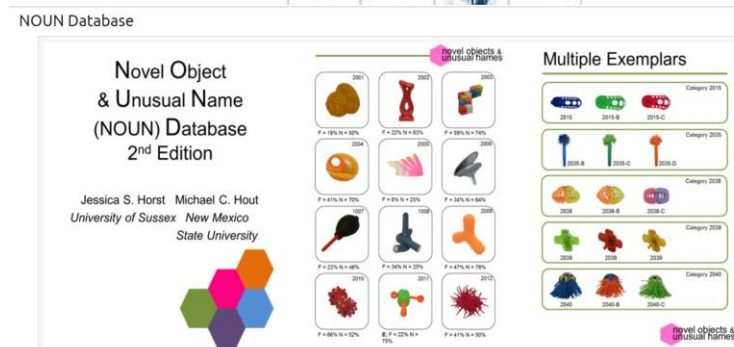 NOUN Database
Novel Object
& Unusual Name
(NOUN) Database
2nd Edition
Jessica S. Horst Michael C. Hout
University of Sussex New Mexico
State University
novel objects &
unusual names
2001
2002
2003
F = 19% N = 50%
F = 22% N = 83%
F = 59% N = 74%
2004
2005
2006
F = 41% N = 70%
F = 6% N = 25%
F = 34% N = 64%
1007
1008
2009
F = 22% N = 46%
F = 34% N = 25%
F = 47% N = 78%
2010
2011
2012
F = 66% N = 52%
E; F = 22% N =
75%
F = 41% N = 50%
Multiple Exemplars
Category 2015
2015
2015-B
2015-C
Category 2035
2035-B
2035-C
2035-D
Category 2038
2038
2038-B
2038-C
Category 2039
2039
2039
2039
Category 2040
2040
2040-B
2040-C
novel objects &
unusual names